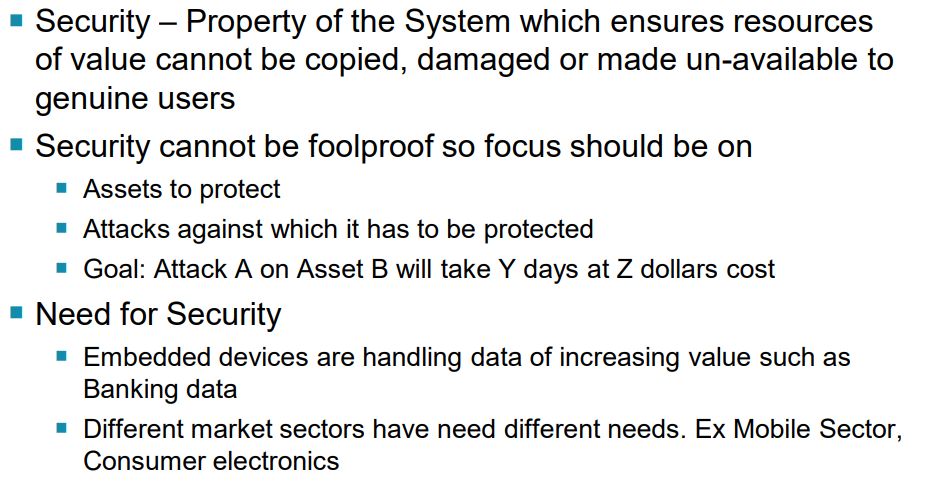 Security – Property of the System which ensures resources
of value cannot be copied, damaged or made un-available to
genuine users
Security cannot be foolproof so focus should be on
Assets to protect
Attacks against which it has to be protected
Goal: Attack A on Asset B will take Y days at Z dollars cost
Need for Security
Embedded devices are handling data of increasing value such as
Banking data
Different market sectors have need different needs. Ex Mobile Sector,
Consumer electronics